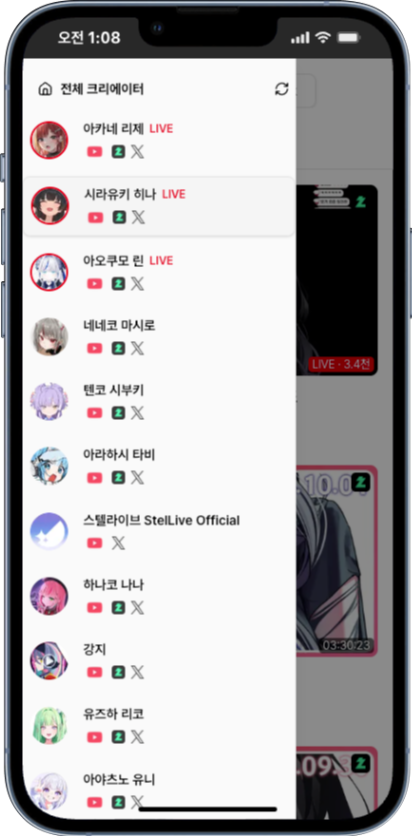 오전 1:08
전체 크리에이터
아카네 리제 LIVE
시라유키 히나 LIVE
아오쿠모 린 LIVE
네네코 마시로
LIVE · 3.4천
텐코 시부키
아라하시 타비
10.0
스텔라이브 StelLive Official
하나코 나나
03:30:23
강지
유즈하 리코
09.
아야츠노 유니